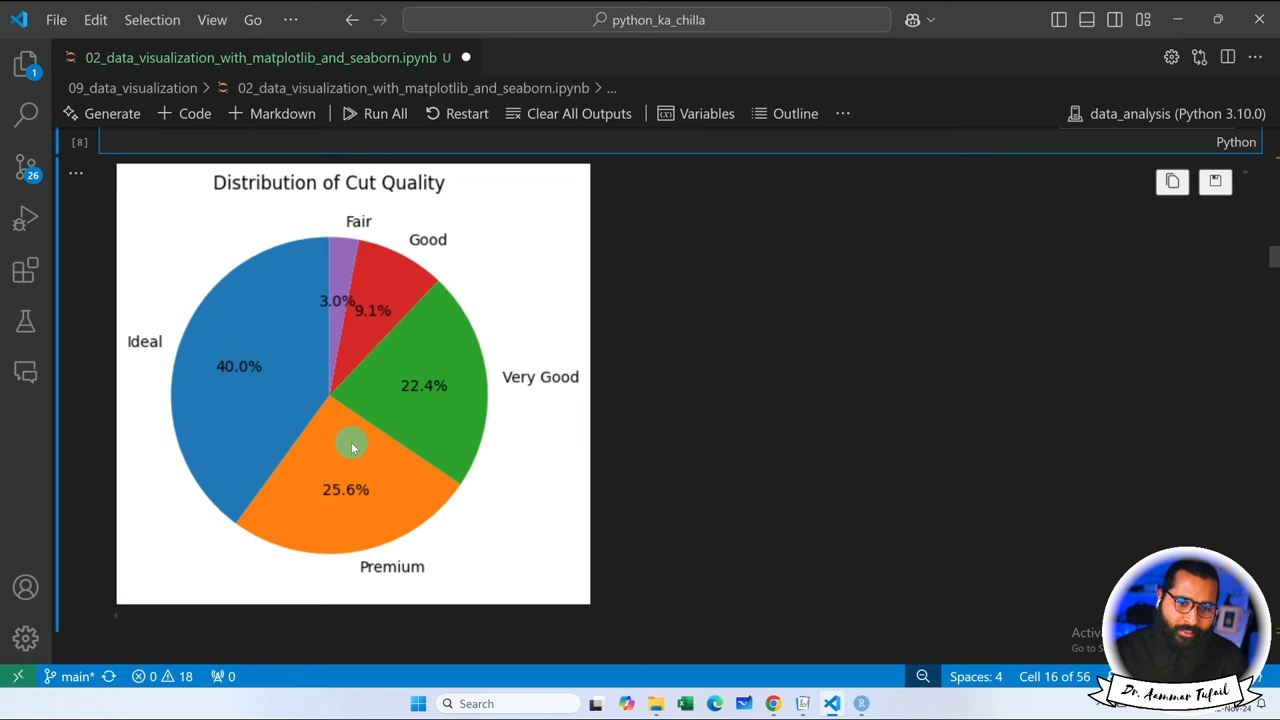 File Edit Selection View Go ··· python_ka_chilla
02_data_visualization_with_matplotlib_and_seaborn.ipynb U
1
09_data_visualization > 02_data_visualization_with_matplotlib_and_seaborn.ipynb > ...
Generate + Code + Markdown Run All Restart Clear All Outputs Variables Outline ··· data_analysis (Python 3.10.0)
[8] Python
26
Distribution of Cut Quality
Fair
Good
3.0%
9.1%
Ideal
40.0%
22.4%
Very Good
25.6%
Premium
Dr. Aammar Tufail
main* 0 18 0 Spaces: 4 Cell 16 of 56
Search